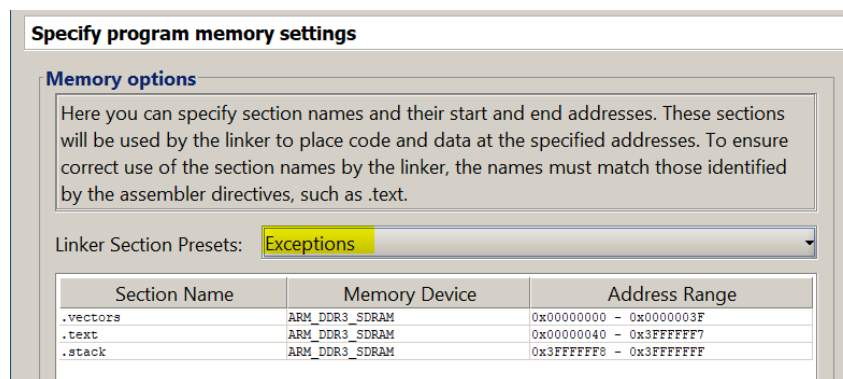 Specify program memory settings
Memory options
Here you can specify section names and their start and end addresses. These sections
will be used by the linker to place code and data at the specified addresses. To ensure
correct use of the section names by the linker, the names must match those identified
by the assembler directives, such as .text.
Linker Section Presets: Exceptions
Section Name Memory Device Address Range
.vectors ARM_DDR3_SDRAM 0x00000000 - 0x0000003F
.text ARM_DDR3_SDRAM 0x00000040 - 0x3FFFFFF7
.stack ARM_DDR3_SDRAM 0x3FFFFFF8 - 0x3FFFFFFF